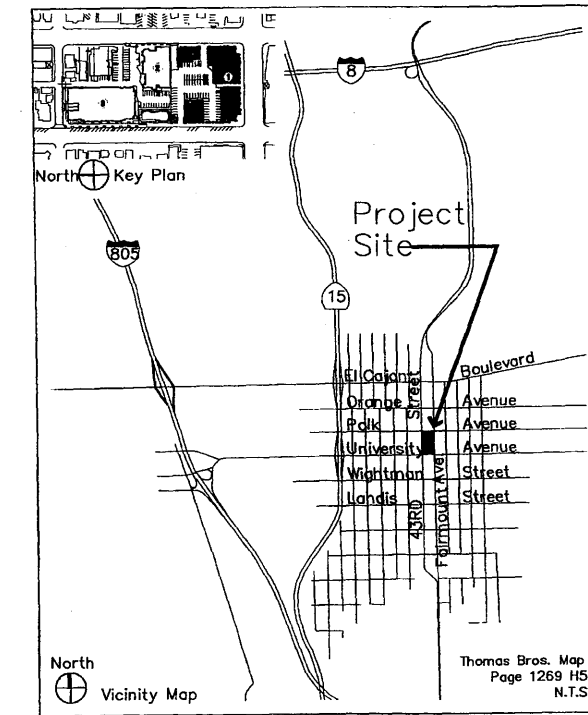 North Key Plan
8
805
15
Project
Site
El Cajon Boulevard
Orange Avenue
Polk Avenue
University Avenue
Wightman Street
Landis Street
43RD Street
Fairmount Ave.
North
Vicinity Map
Thomas Bros. Map
Page 1269 H5
N.T.S